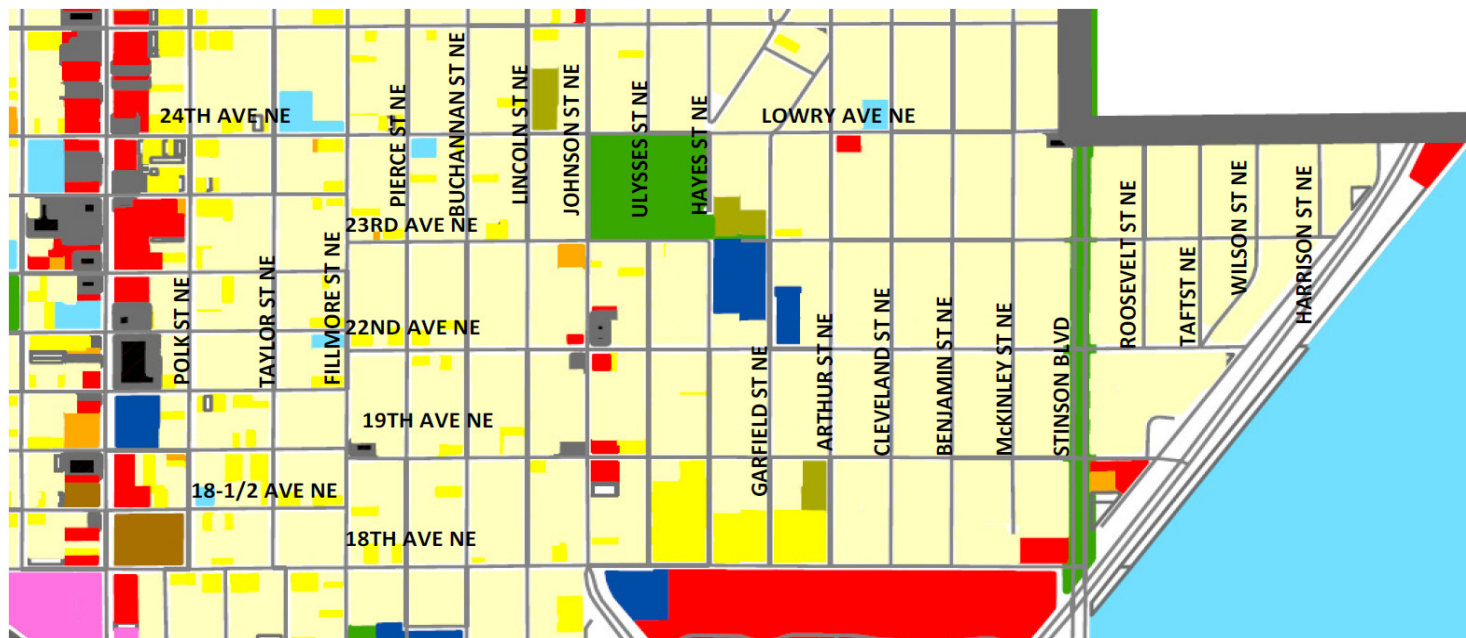 24TH AVE NE
LOWRY AVE NE
PIERCE ST NE
BUCHANNAN ST NE
LINCOLN ST NE
JOHNSON ST NE
ULYSSES ST NE
HAYES ST NE
23RD AVE NE
ROOSEVELT ST NE
TAFTST NE
WILSON ST NE
HARRISON ST NE
POLK ST NE
TAYLOR ST NE
FILLMORE ST NE
22ND AVE NE
GARFIELD ST NE
ARTHUR ST NE
CLEVELAND ST NE
BENJAMIN ST NE
McKINLEY ST NE
STINSON BLVD
19TH AVE NE
18-1/2 AVE NE
18TH AVE NE